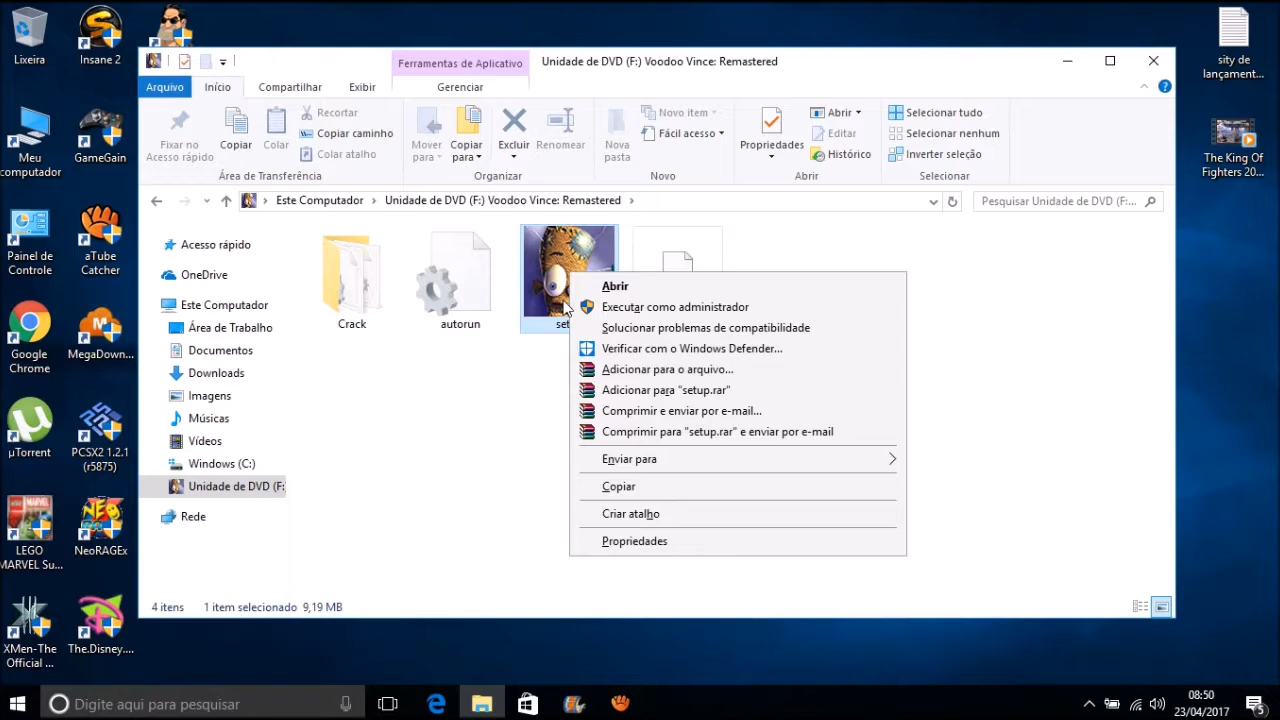 Lixeira
Insane 2
Meu
computador
GameGain
Painel de
Controle
aTube
Catcher
Google
Chrome
MegaDown...
µTorrent
PCSX2 1.2.1
(r5875)
LEGO
MARVEL Su...
NeoRAGEx
XMen-The
Official ...
The.Disney....
sity de
lançament...
The King Of
Fighters 20...
Ferramentas de Aplicativo
Unidade de DVD (F:) Voodoo Vince: Remastered
Arquivo
Início
Compartilhar
Exibir
Gerenciar
Fixar no
Acesso rápido
Copiar
Colar
Recortar
Copiar caminho
Colar atalho
Área de Transferência
Mover
para
Copiar
para
Excluir
Renomear
Organizar
Nova
pasta
Novo item
Fácil acesso
Novo
Propriedades
Abrir
Editar
Histórico
Abrir
Selecionar tudo
Selecionar nenhum
Inverter seleção
Selecionar
Este Computador
Unidade de DVD (F:) Voodoo Vince: Remastered
Pesquisar Unidade de DVD (F:...
Acesso rápido
OneDrive
Este Computador
Área de Trabalho
Documentos
Downloads
Imagens
Músicas
Vídeos
Windows (C:)
Unidade de DVD (F:
Rede
Crack
autorun
set
Abrir
Executar como administrador
Solucionar problemas de compatibilidade
Verificar com o Windows Defender...
Adicionar para o arquivo...
Adicionar para "setup.rar"
Comprimir e enviar por e-mail...
Comprimir para "setup.rar" e enviar por e-mail
Enviar para
Copiar
Criar atalho
Propriedades
4 itens
1 item selecionado 9,19 MB
Digite aqui para pesquisar
08:50
23/04/2017
5